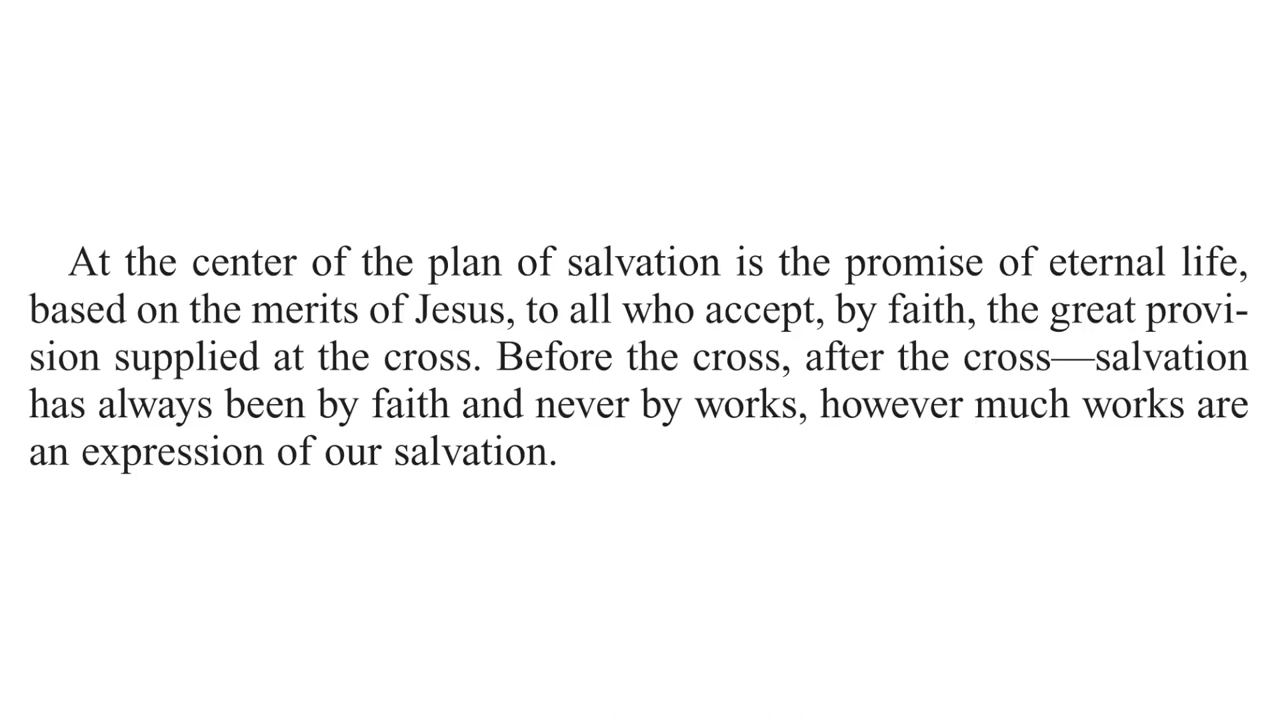 At the center of the plan of salvation is the promise of eternal life,
based on the merits of Jesus, to all who accept, by faith, the great provi-
sion supplied at the cross. Before the cross, after the cross—salvation
has always been by faith and never by works, however much works are
an expression of our salvation.